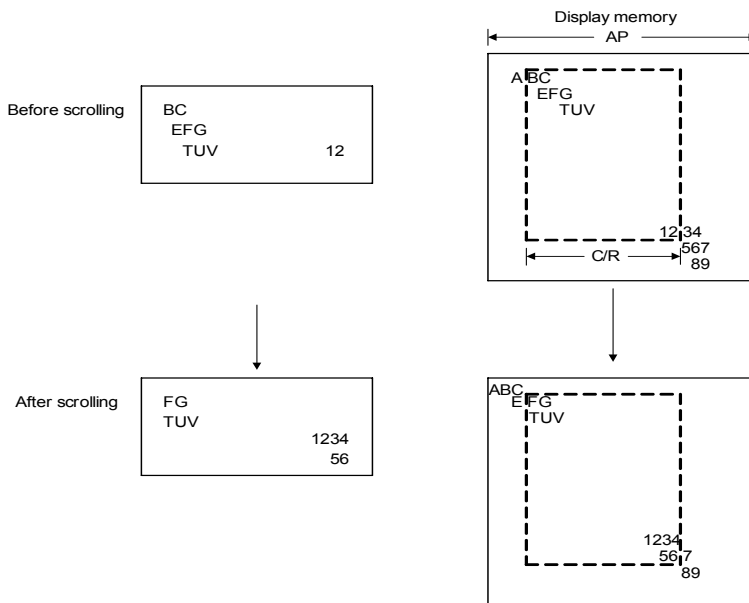 Display memory
AP
Before scrolling
BC
EFG
TUV 12
A BC
EFG
TUV
12 34
567
89
C/R
After scrolling
FG
TUV
1234
56
ABC
E FG
TUV
1234
56 7
89